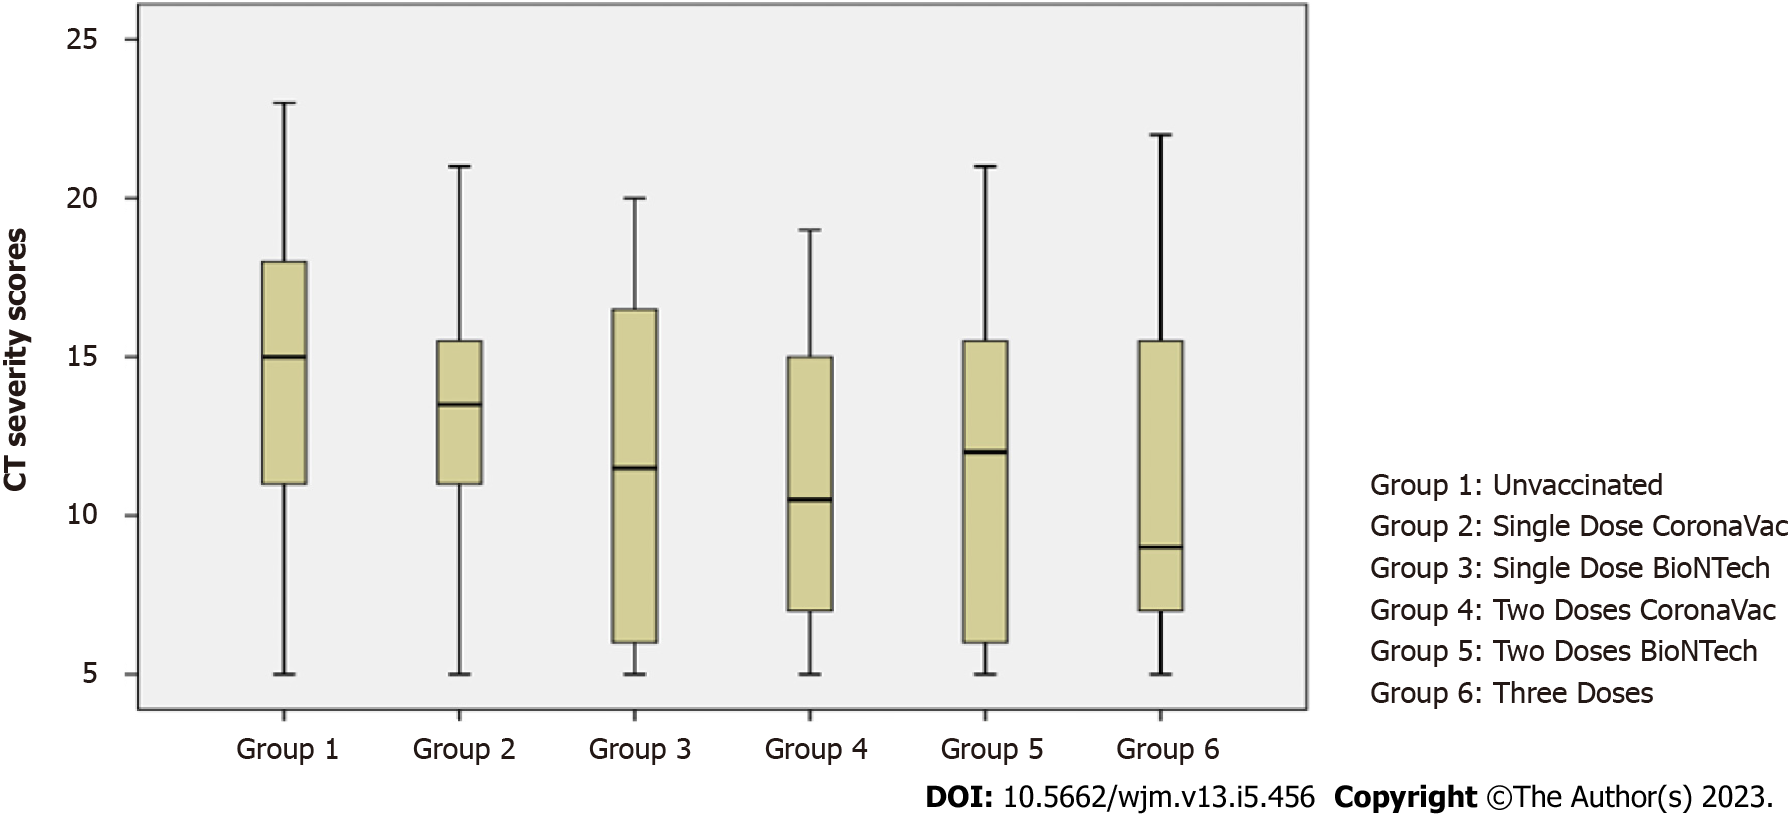 CT severity scores
25
20
15
10
5
Group 1
Group 2
Group 3
Group 4
Group 5
Group 6
Group 1: Unvaccinated
Group 2: Single Dose CoronaVac
Group 3: Single Dose BioNTech
Group 4: Two Doses CoronaVac
Group 5: Two Doses BioNTech
Group 6: Three Doses
DOI: 10.5662/wjm.v13.i5.456 Copyright ©The Author(s) 2023.